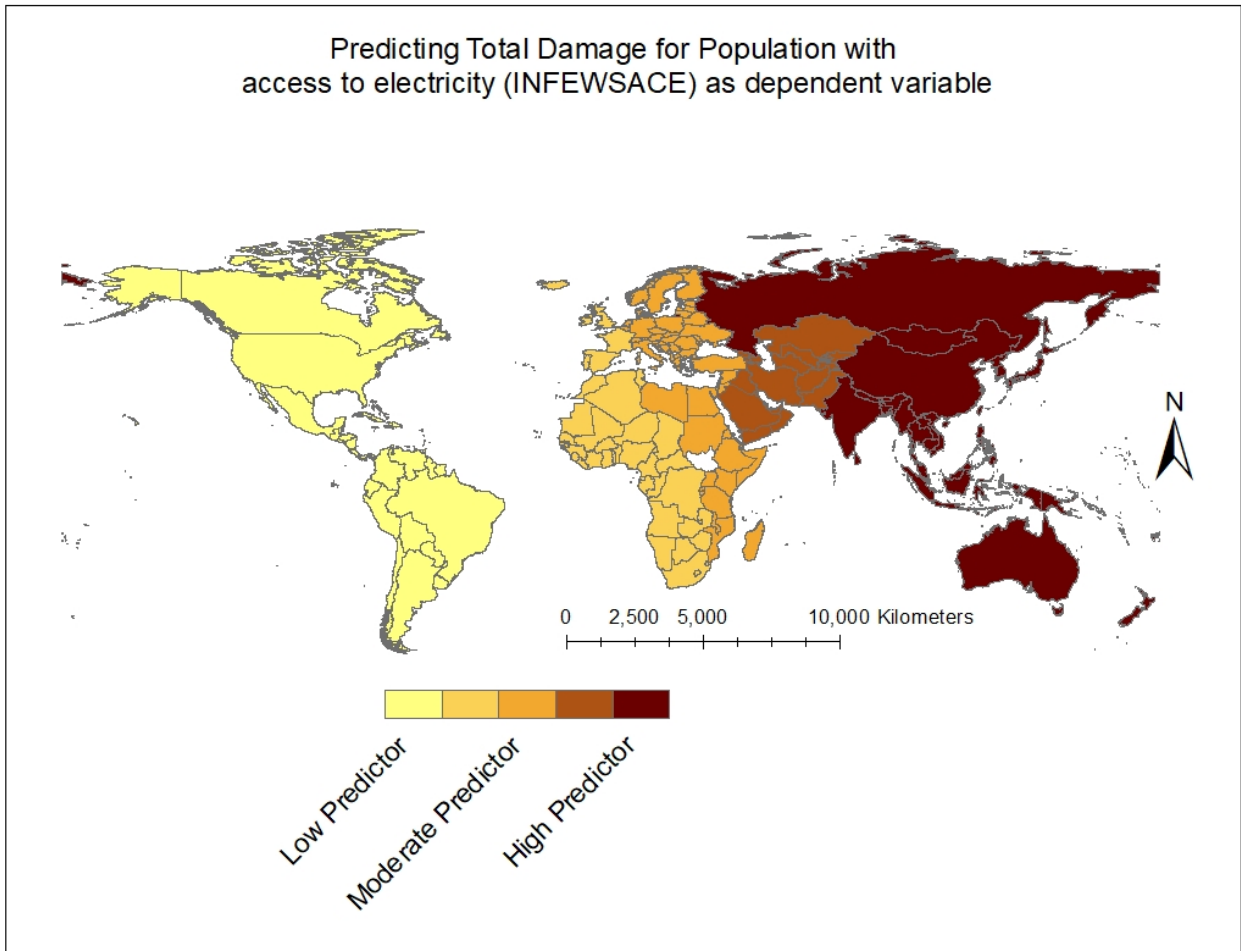 Predicting Total Damage for Population with
access to electricity (INFEWSACE) as dependent variable
N
0 2,500 5,000 10,000 Kilometers
Low Predictor
Moderate Predictor
High Predictor